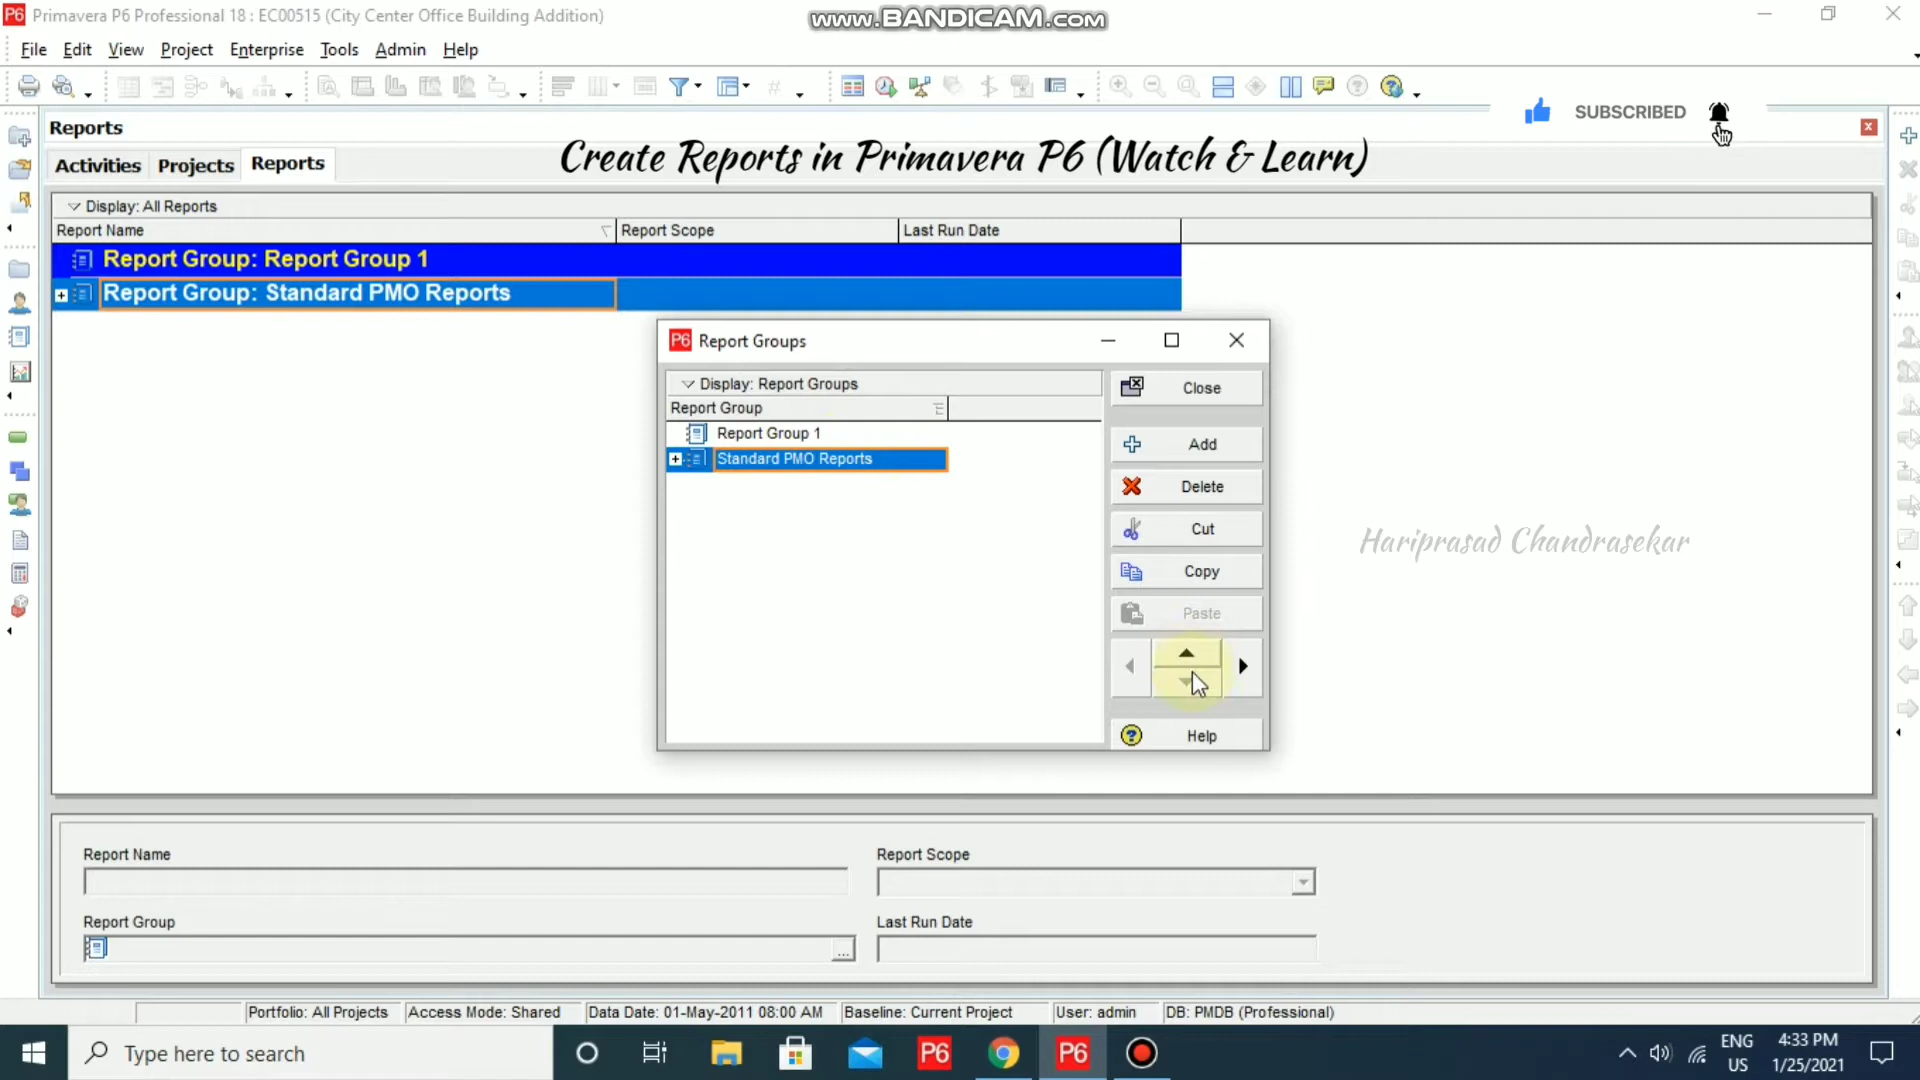 P6 Primavera P6 Professional 18 : EC00515 (City Center Office Building Addition)
www.BANDICAM.com
File Edit View Project Enterprise Tools Admin Help
SUBSCRIBED
Reports
Create Reports in Primavera P6 (Watch & Learn)
Activities Projects Reports
Display: All Reports
Report Name Report Scope Last Run Date
Report Group: Report Group 1
Report Group: Standard PMO Reports
P6 Report Groups
Display: Report Groups
Close
Report Group
Report Group 1
Add
Standard PMO Reports
Delete
Cut
Hariprasad Chandrasekar
Copy
Paste
Help
Report Name Report Scope
Report Group Last Run Date
...
Portfolio: All Projects Access Mode: Shared Data Date: 01-May-2011 08:00 AM Baseline: Current Project User: admin DB: PMDB (Professional)
Type here to search
P6 P6
ENG
US
4:33 PM
1/25/2021